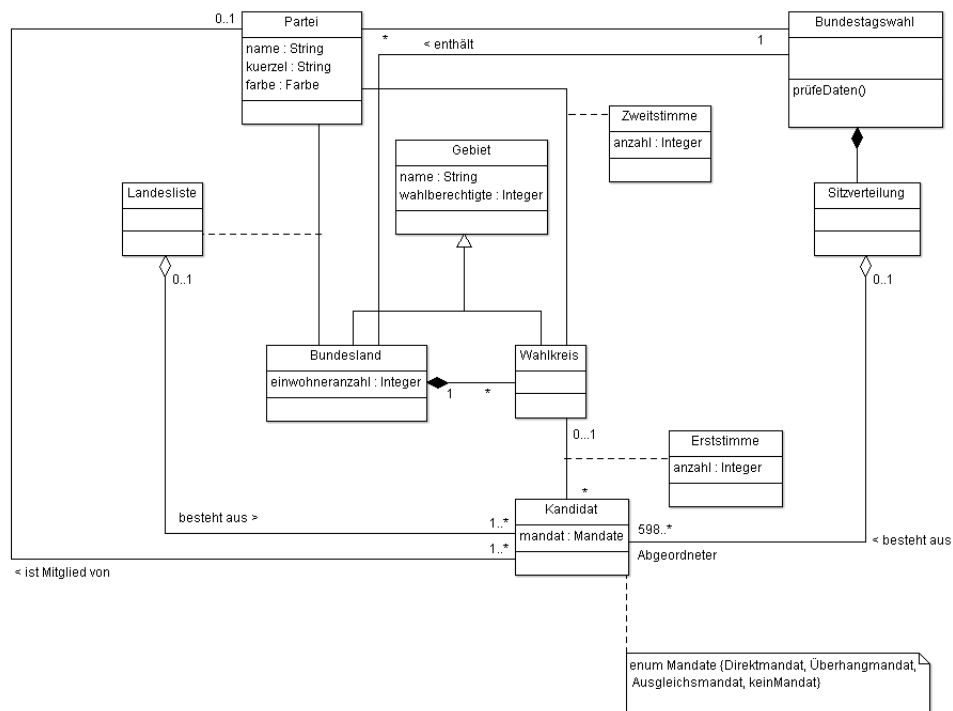 0..1
Partei
name : String
kuerzel : String
farbe : Farbe
*
< enthält
1
Bundestagswahl
prüfeDaten()
Zweitstimme
anzahl : Integer
Gebiet
name : String
wahlberechtigte : Integer
Landesliste
0..1
Sitzverteilung
0..1
Bundesland
einwohneranzahl : Integer
1
*
Wahlkreis
0...1
Erststimme
anzahl : Integer
*
Kandidat
mandat : Mandate
besteht aus >
1..*
1..*
598..*
Abgeordneter
< besteht aus
< ist Mitglied von
enum Mandate {Direktmandat, Überhangmandat,
Ausgleichsmandat, keinMandat}